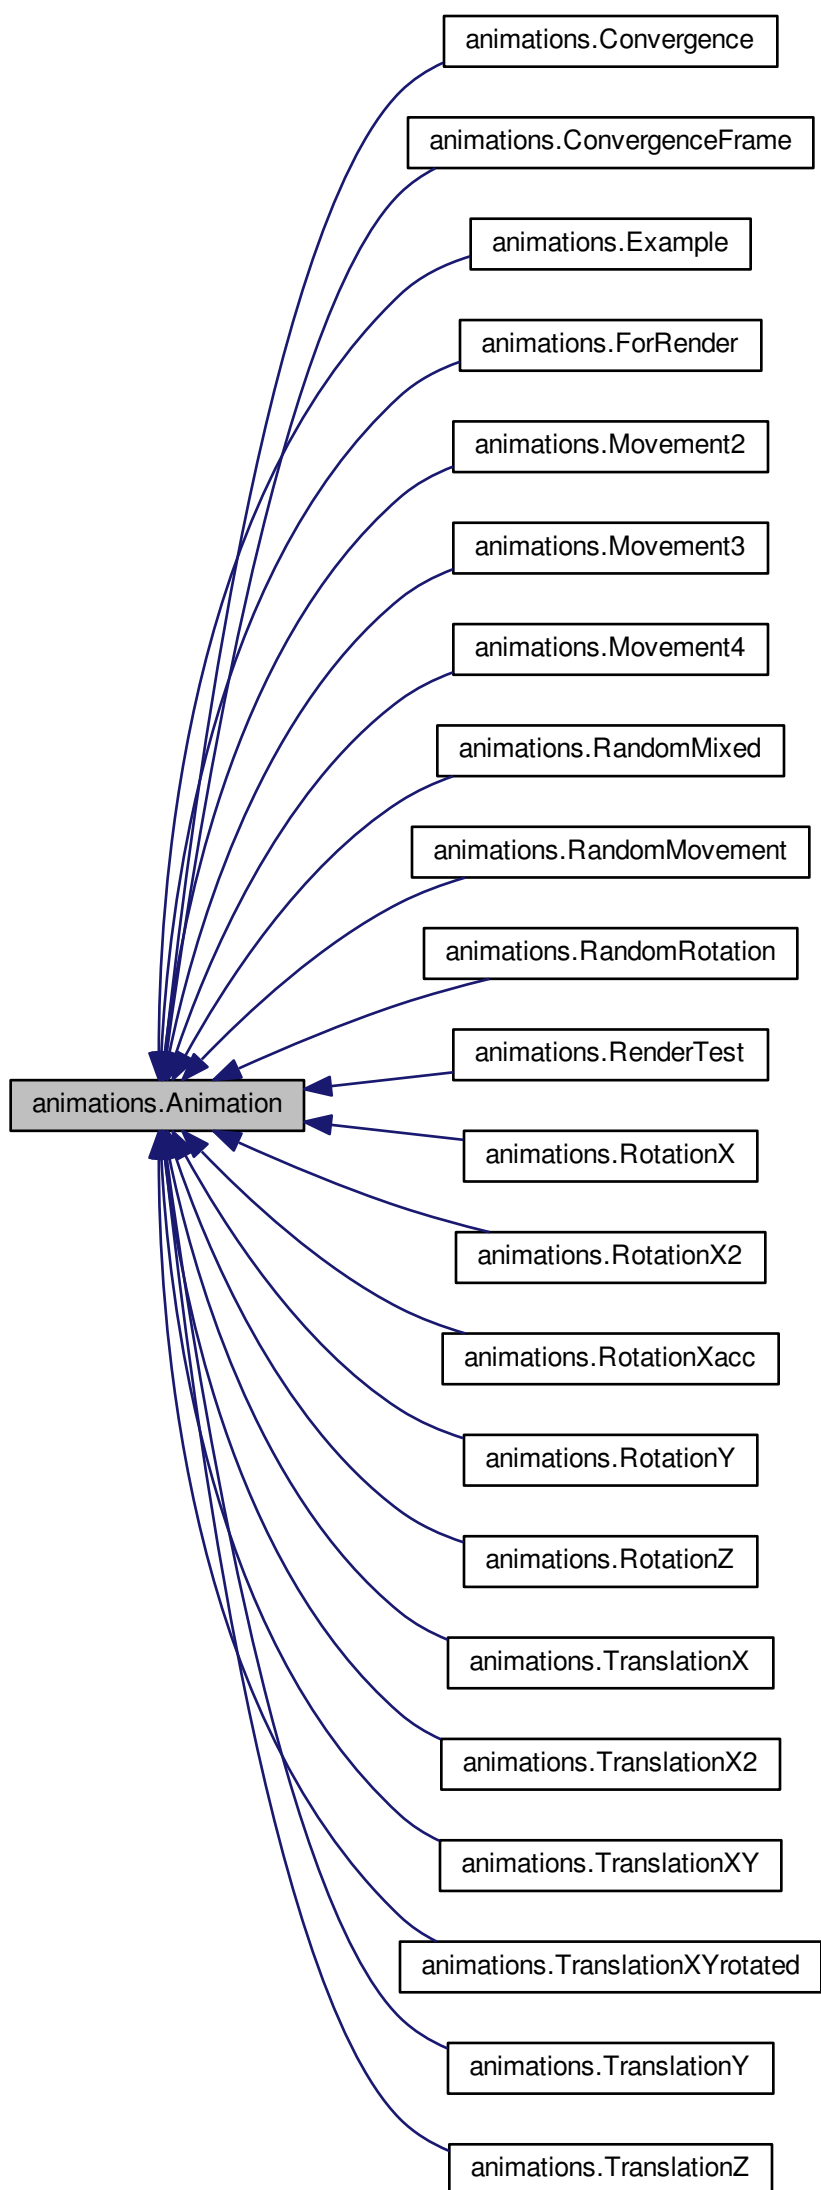 animations.Convergence
animations.ConvergenceFrame
animations.Example
animations.ForRender
animations.Movement2
animations.Movement3
animations.Movement4
animations.RandomMixed
animations.RandomMovement
animations.RandomRotation
animations.RenderTest
animations.Animation
animations.RotationX
animations.RotationX2
animations.RotationXacc
animations.RotationY
animations.RotationZ
animations.TranslationX
animations.TranslationX2
animations.TranslationXY
animations.TranslationXYrotated
animations.TranslationY
animations.TranslationZ